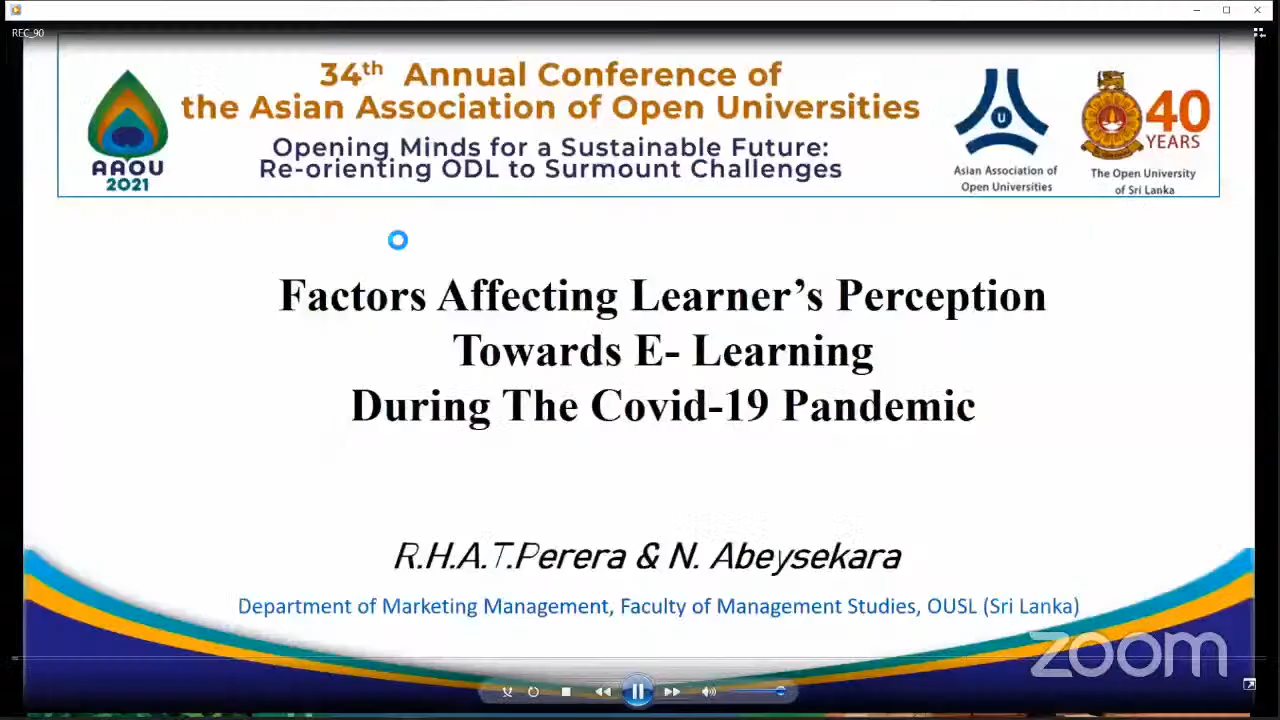 REC_90
34th Annual Conference of
the Asian Association of Open Universities
Opening Minds for a Sustainable Future:
Re-orienting ODL to Surmount Challenges
AAOU
2021
U
Asian Association of
Open Universities
40
YEARS
The Open University
of Sri Lanka
Factors Affecting Learner’s Perception
Towards E- Learning
During The Covid-19 Pandemic
R.H.A.T.Perera & N. Abeysekara
Department of Marketing Management, Faculty of Management Studies, OUSL (Sri Lanka)
zoom